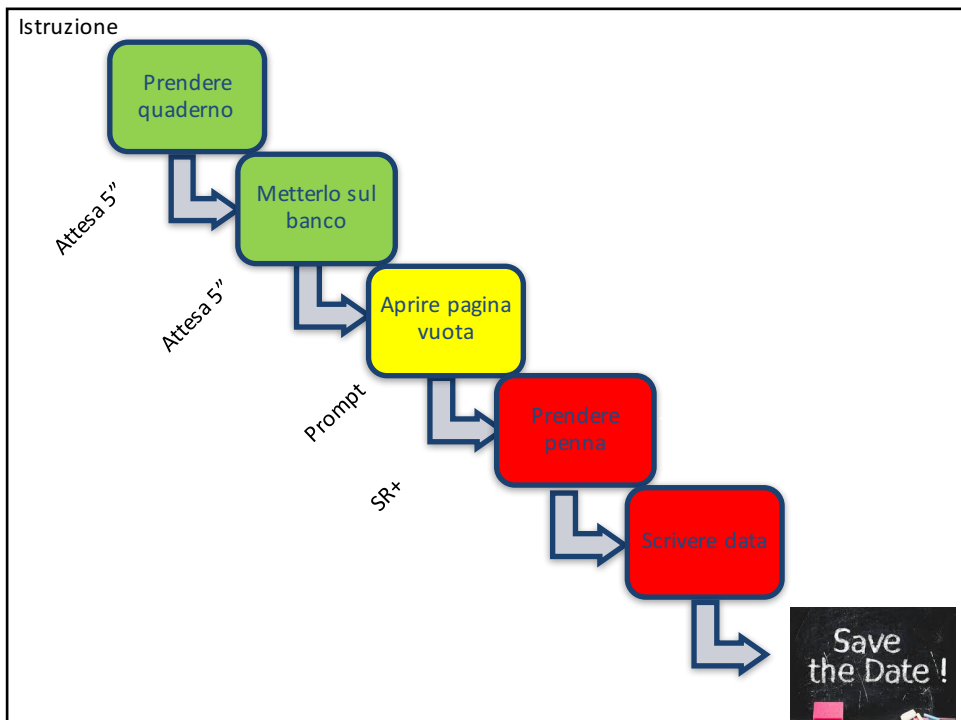 Istruzione
Prendere
quaderno
Attesa 5”
Metterlo sul
banco
Attesa 5”
Aprire pagina
vuota
Prompt
Prendere
penna
SR+
Scrivere data
Save
the Date !